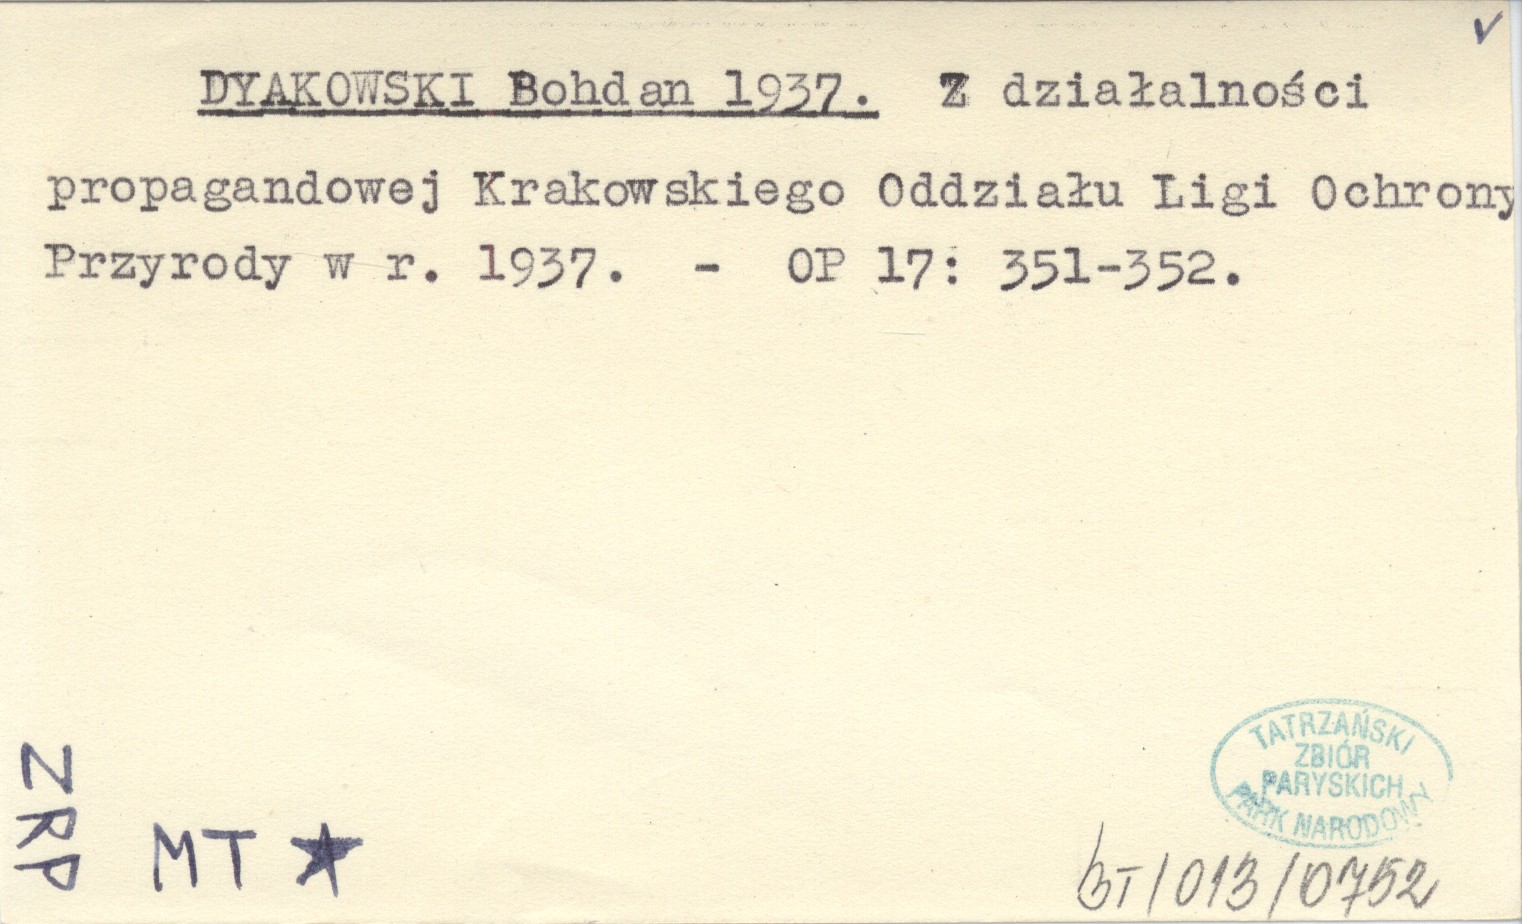 ✓
DYAKOWSKI Bohdan 1937. Z działalności
propagandowej Krakowskiego Oddziału Ligi Ochrony
Przyrody w r. 1937. - OP 17: 351-352.
TATRZAŃSKI
ZBIÓR
PARYSKICH
PARK NARODOWY
ZRP
MT ★
BT/013/0752